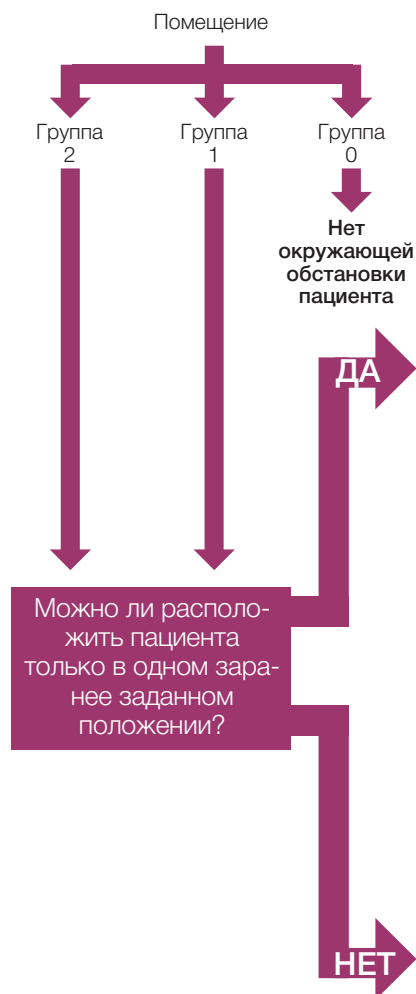 Помещение
Группа
2
Группа
1
Группа
0
Нет
окружающей
обстановки
пациента
ДА
Можно ли располо-
жить пациента
только в одном зара-
нее заданном
положении?
НЕТ